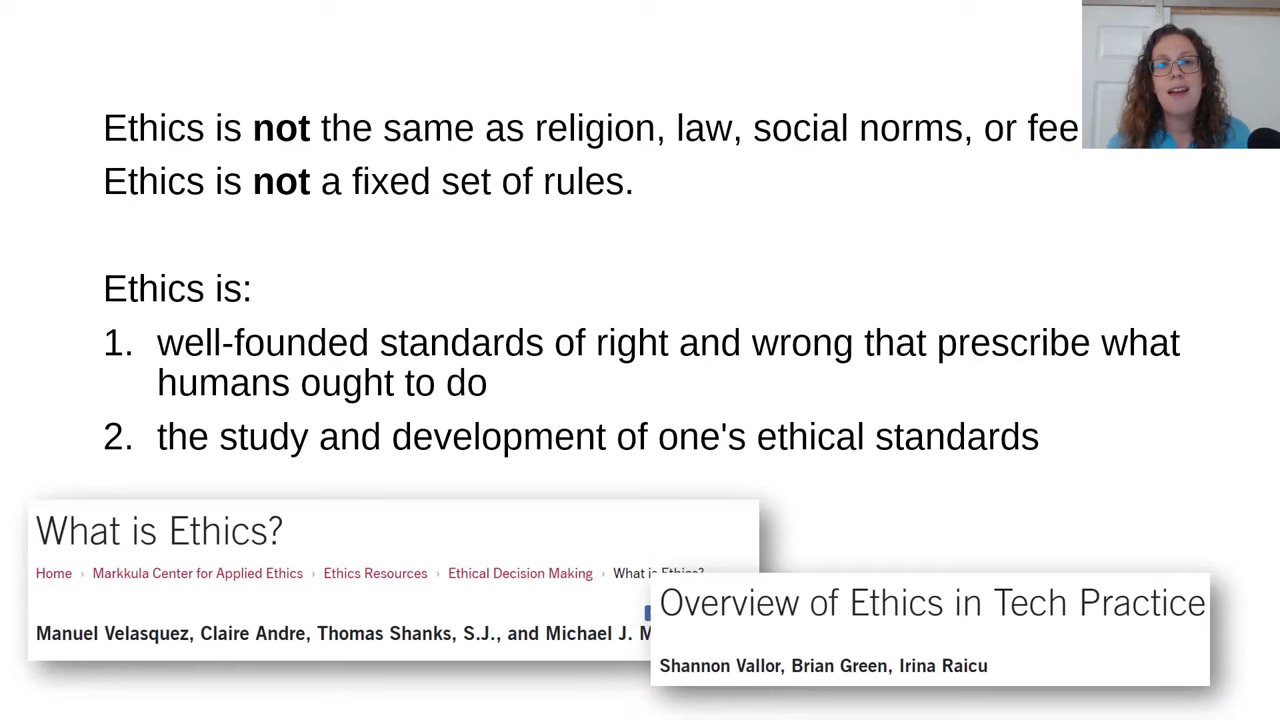 Ethics is not the same as religion, law, social norms, or fee
Ethics is not a fixed set of rules.
Ethics is:
1. well-founded standards of right and wrong that prescribe what
humans ought to do
2. the study and development of one's ethical standards
What is Ethics?
Home › Markkula Center for Applied Ethics › Ethics Resources › Ethical Decision Making › What is Ethics?
Manuel Velasquez, Claire Andre, Thomas Shanks, S.J., and Michael J. M
Overview of Ethics in Tech Practice
Shannon Vallor, Brian Green, Irina Raicu